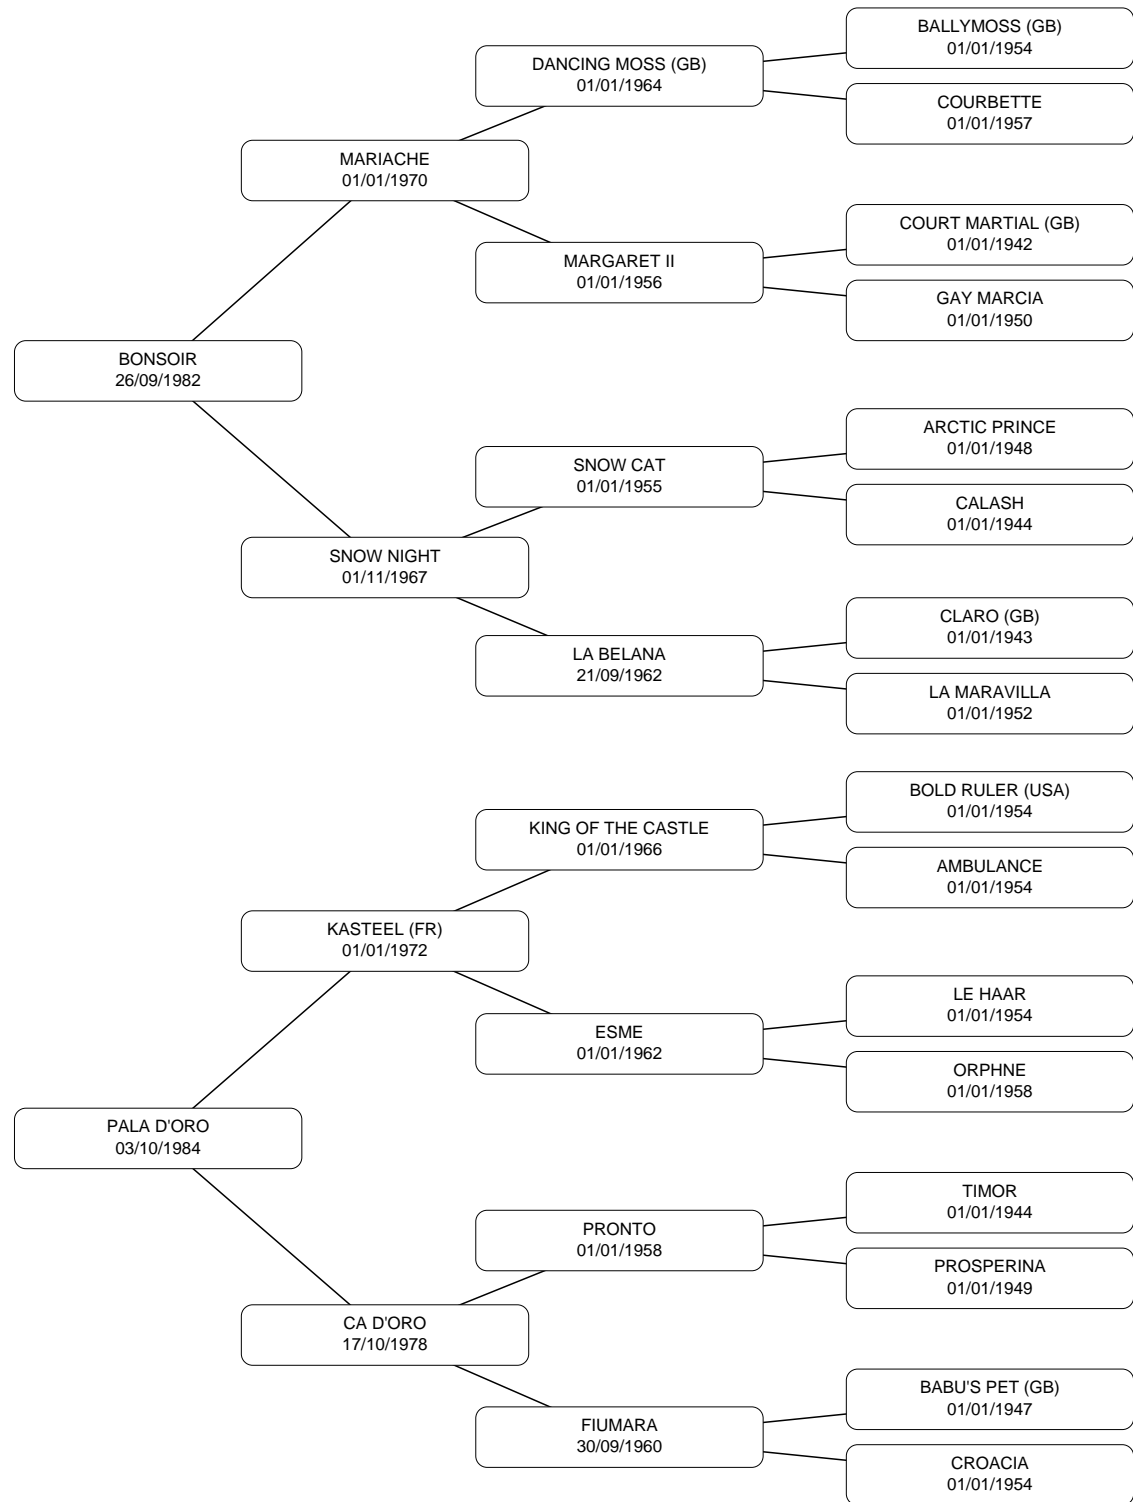 BALLYMOSS (GB)
01/01/1954
DANCING MOSS (GB)
01/01/1964
COURBETTE
01/01/1957
MARIACHE
01/01/1970
COURT MARTIAL (GB)
01/01/1942
MARGARET II
01/01/1956
GAY MARCIA
01/01/1950
BONSOIR
26/09/1982
ARCTIC PRINCE
01/01/1948
SNOW CAT
01/01/1955
CALASH
01/01/1944
SNOW NIGHT
01/11/1967
CLARO (GB)
01/01/1943
LA BELANA
21/09/1962
LA MARAVILLA
01/01/1952
BOLD RULER (USA)
01/01/1954
KING OF THE CASTLE
01/01/1966
AMBULANCE
01/01/1954
KASTEEL (FR)
01/01/1972
LE HAAR
01/01/1954
ESME
01/01/1962
ORPHNE
01/01/1958
PALA D'ORO
03/10/1984
TIMOR
01/01/1944
PRONTO
01/01/1958
PROSPERINA
01/01/1949
CA D'ORO
17/10/1978
BABU'S PET (GB)
01/01/1947
FIUMARA
30/09/1960
CROACIA
01/01/1954